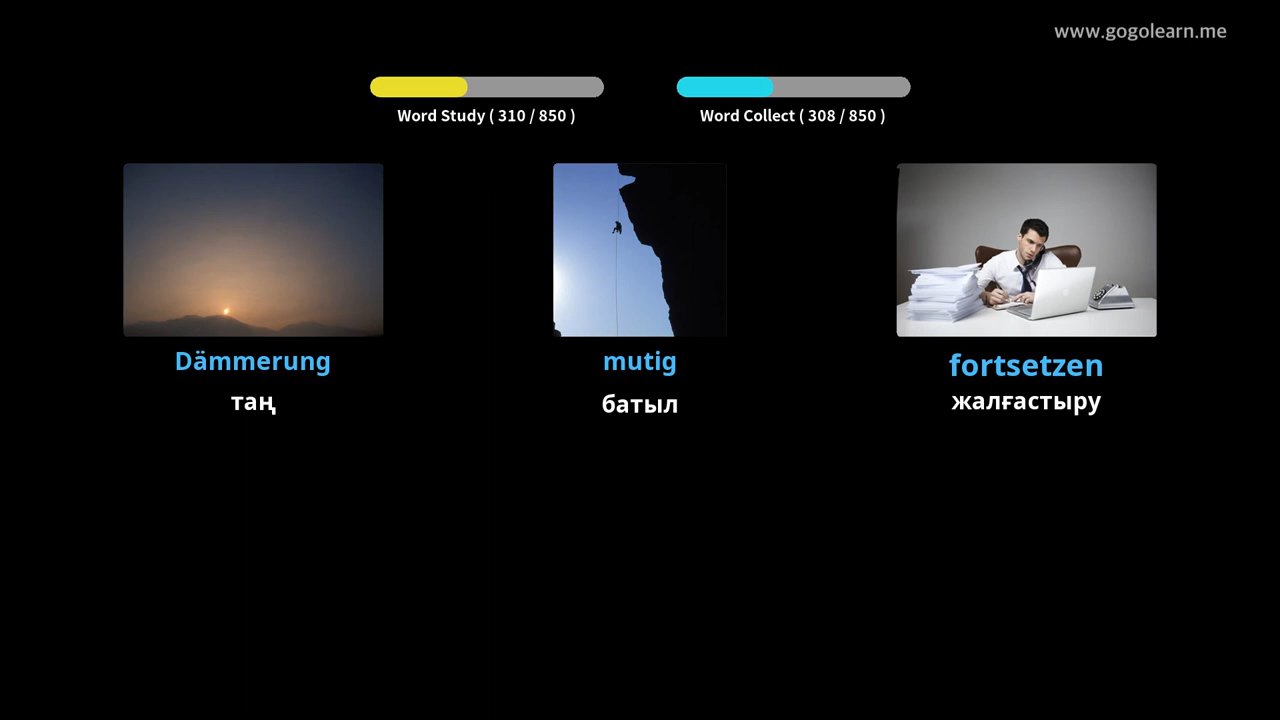 www.gogolearn.me
Word Study ( 310 / 850 )
Word Collect ( 308 / 850 )
Dämmerung
таң
mutig
батыл
fortsetzen
жалғастыру